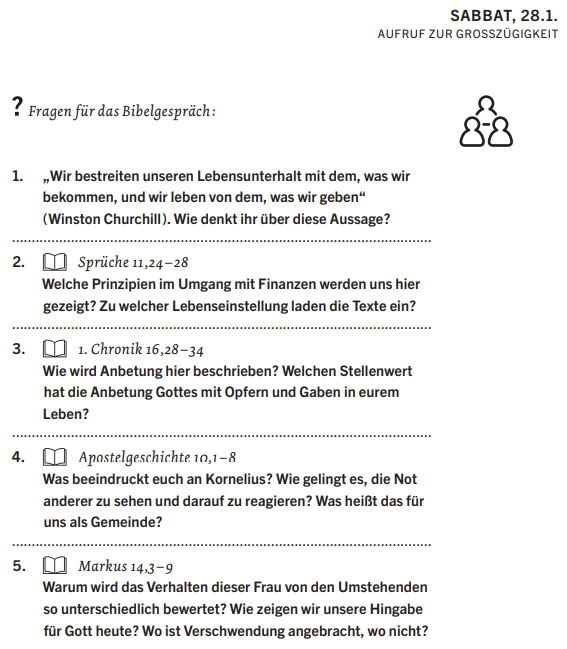 SABBAT, 28.1.
AUFRUF ZUR GROSSZÜGIGKEIT
? Fragen für das Bibelgespräch:
1. „Wir bestreiten unseren Lebensunterhalt mit dem, was wir
bekommen, und wir leben von dem, was wir geben“
(Winston Churchill). Wie denkt ihr über diese Aussage?
2. Sprüche 11,24–28
Welche Prinzipien im Umgang mit Finanzen werden uns hier
gezeigt? Zu welcher Lebenseinstellung laden die Texte ein?
3. 1. Chronik 16,28–34
Wie wird Anbetung hier beschrieben? Welchen Stellenwert
hat die Anbetung Gottes mit Opfern und Gaben in eurem
Leben?
4. Apostelgeschichte 10,1–8
Was beeindruckt euch an Kornelius? Wie gelingt es, die Not
anderer zu sehen und darauf zu reagieren? Was heißt das für
uns als Gemeinde?
5. Markus 14,3–9
Warum wird das Verhalten dieser Frau von den Umstehenden
so unterschiedlich bewertet? Wie zeigen wir unsere Hingabe
für Gott heute? Wo ist Verschwendung angebracht, wo nicht?